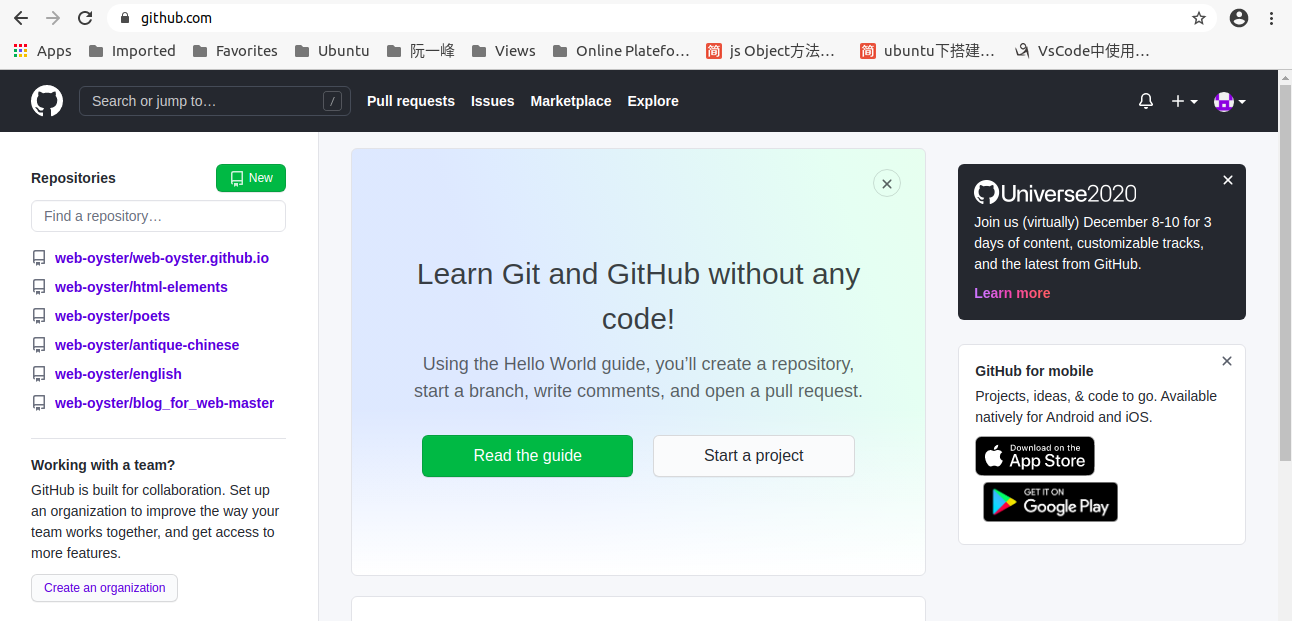 github.com
Apps Imported Favorites Ubuntu 阮一峰 Views Online Platefo… 简 js Object方法… 简 ubuntu下搭建… VsCode中使用…
Search or jump to… / Pull requests Issues Marketplace Explore
Repositories
New
Find a repository…
web-oyster/web-oyster.github.io
web-oyster/html-elements
web-oyster/poets
web-oyster/antique-chinese
web-oyster/english
web-oyster/blog_for_web-master
Working with a team?
GitHub is built for collaboration. Set up
an organization to improve the way your
team works together, and get access to
more features.
Create an organization
Learn Git and GitHub without any
code!
Using the Hello World guide, you’ll create a repository,
start a branch, write comments, and open a pull request.
Read the guide
Start a project
Universe2020
Join us (virtually) December 8-10 for 3
days of content, customizable tracks,
and the latest from GitHub.
Learn more
GitHub for mobile
Projects, ideas, & code to go. Available
natively for Android and iOS.
Download on the
App Store
GET IT ON
Google Play